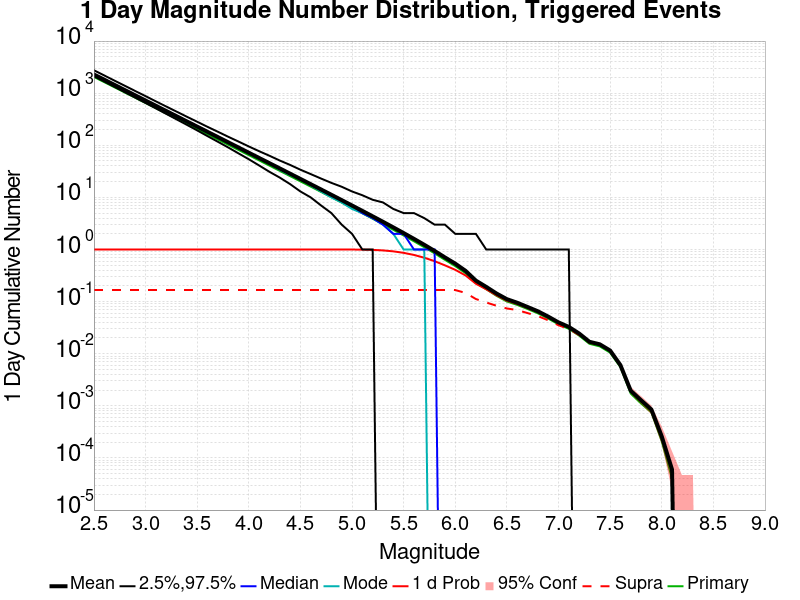 1 Day Magnitude Number Distribution, Triggered Events
1 Day Cumulative Number
10^4
10^3
10^2
10^1
10^0
10^-1
10^-2
10^-3
10^-4
10^-5
2.5 3.0 3.5 4.0 4.5 5.0 5.5 6.0 6.5 7.0 7.5 8.0 8.5 9.0
Magnitude
Mean 2.5%,97.5% Median Mode 1 d Prob 95% Conf Supra Primary